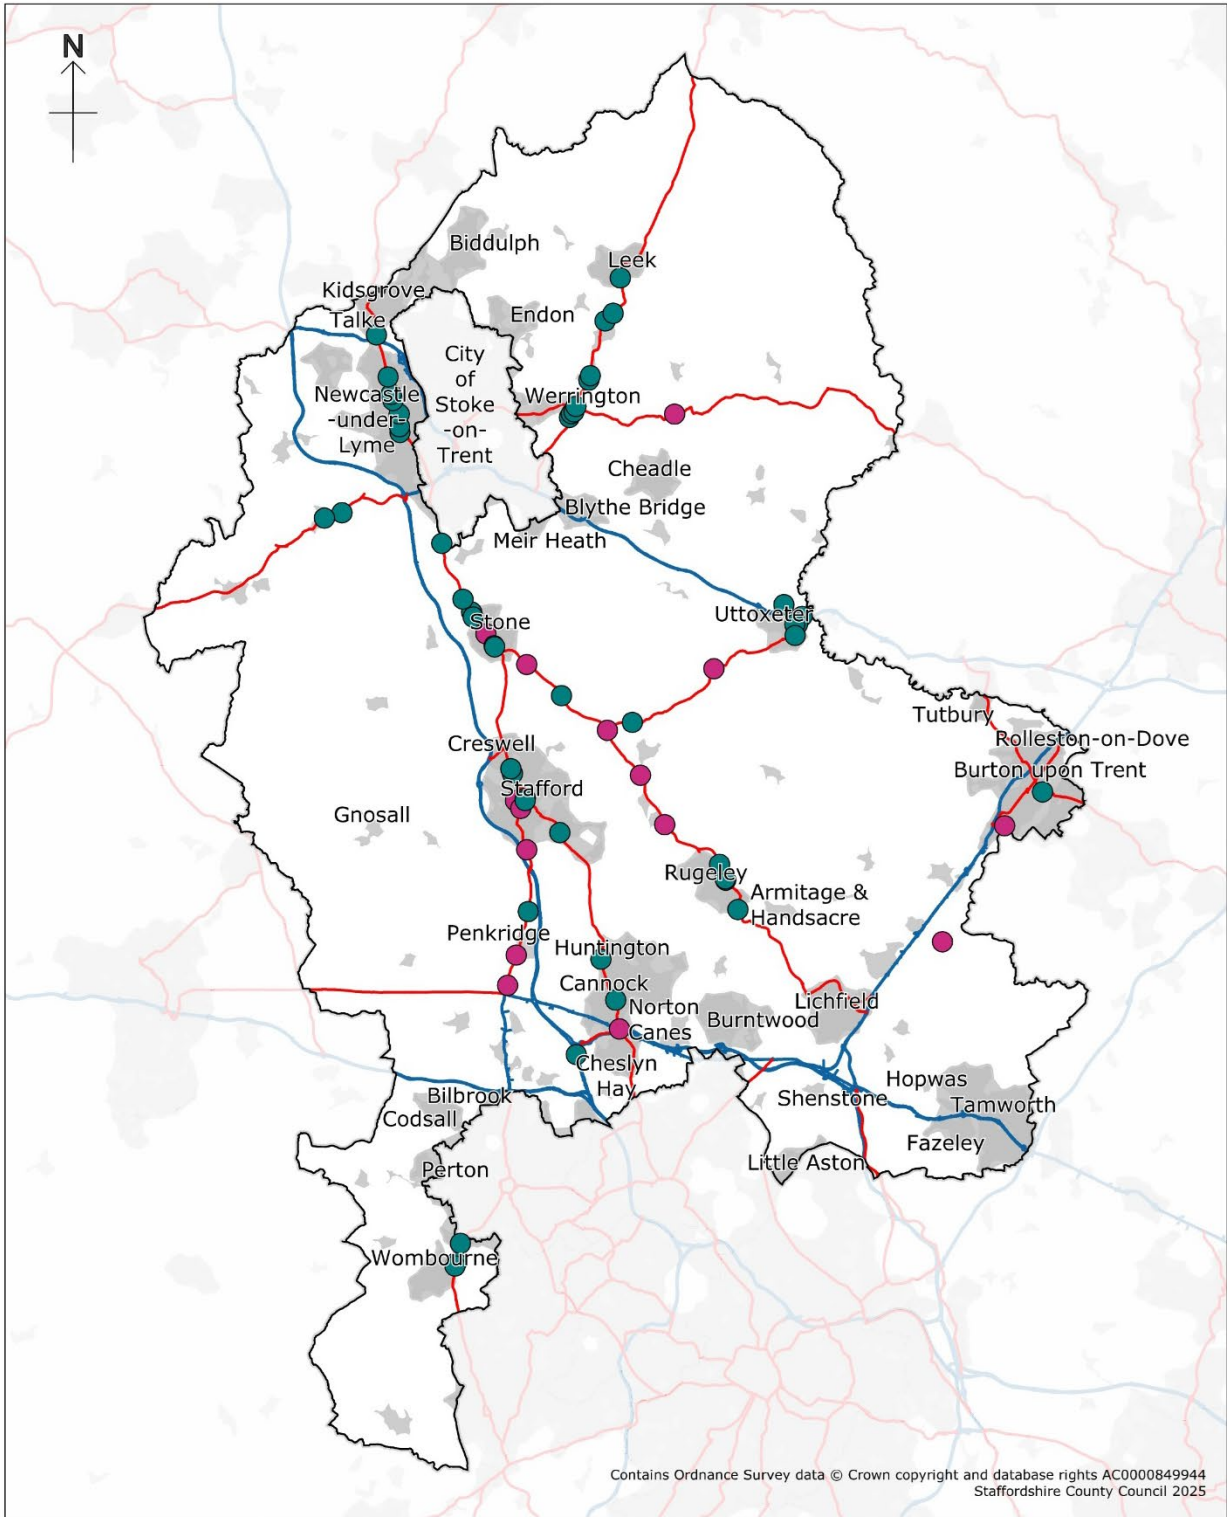 N
Biddulph
Leek
Kidsgrove
Talke
Endon
City
of
Stoke
-on-
Trent
Newcastle
-under-
Lyme
Werrington
Cheadle
Blythe Bridge
Meir Heath
Uttoxeter
Stone
Tutbury
Rolleston-on-Dove
Creswell
Burton upon Trent
Stafford
Gnosall
Rugeley
Armitage &
Handsacre
Penkridge
Huntington
Cannock
Lichfield
Norton
Canes
Burntwood
Cheslyn
Hay
Hopwas
Bilbrook
Shenstone
Tamworth
Codsall
Fazeley
Little Aston
Perton
Wombourne
Contains Ordnance Survey data © Crown copyright and database rights AC0000849944
Staffordshire County Council 2025